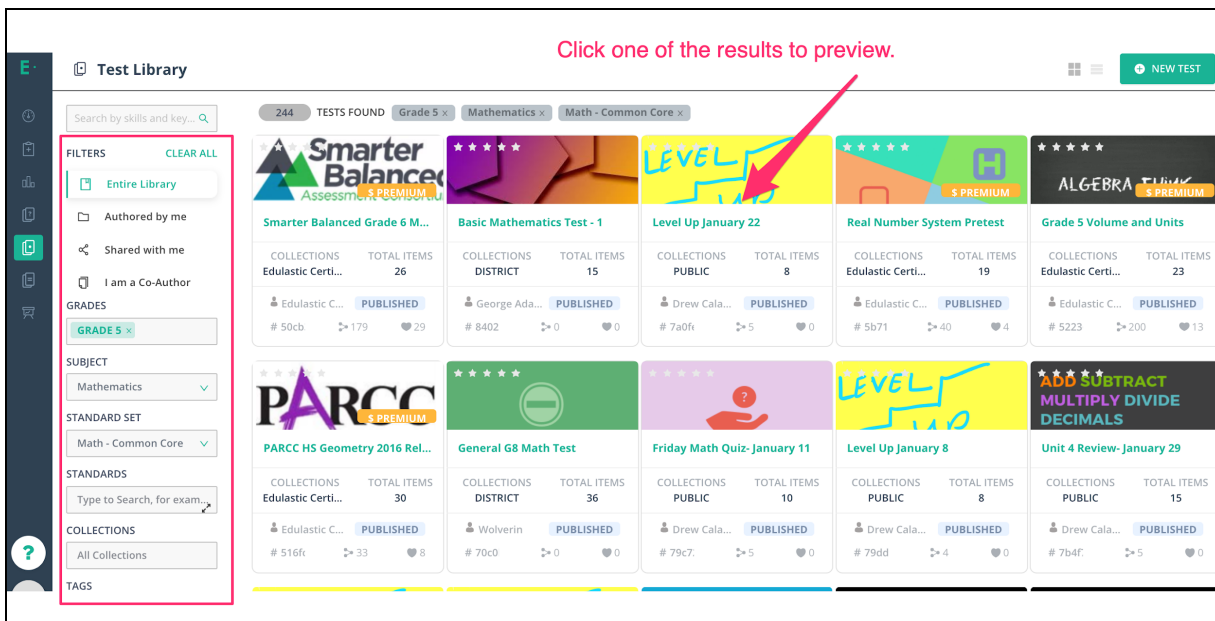 Click one of the results to preview.
E
Test Library
NEW TEST
Search by skills and key...
244 TESTS FOUND Grade 5 x Mathematics x Math - Common Core x
FILTERS CLEAR ALL
Entire Library
Authored by me
Shared with me
I am a Co-Author
GRADES
GRADE 5 x
SUBJECT
Mathematics
STANDARD SET
Math - Common Core
STANDARDS
Type to Search, for exam...
COLLECTIONS
All Collections
TAGS
?
Smarter
Balanced
Assessment Consortiu
$ PREMIUM
Smarter Balanced Grade 6 M...
COLLECTIONS TOTAL ITEMS
Edulastic Certi... 26
Edulastic C... PUBLISHED
# 50cb 179 29
Basic Mathematics Test - 1
COLLECTIONS TOTAL ITEMS
DISTRICT 15
George Ada... PUBLISHED
# 8402 0 0
LEVEL
UP
Level Up January 22
COLLECTIONS TOTAL ITEMS
PUBLIC 8
Drew Cala... PUBLISHED
# 7a0f 5 0
H
$ PREMIUM
Real Number System Pretest
COLLECTIONS TOTAL ITEMS
Edulastic Certi... 19
Edulastic C... PUBLISHED
# 5b71 40 4
ALGEBRA THINK
$ PREMIUM
Grade 5 Volume and Units
COLLECTIONS TOTAL ITEMS
Edulastic Certi... 23
Edulastic C... PUBLISHED
# 5223 200 13
PARCC
$ PREMIUM
PARCC HS Geometry 2016 Rel...
COLLECTIONS TOTAL ITEMS
Edulastic Certi... 30
Edulastic C... PUBLISHED
# 516f 33 8
General G8 Math Test
COLLECTIONS TOTAL ITEMS
DISTRICT 36
Wolverin PUBLISHED
# 70c0 0 0
?
Friday Math Quiz- January 11
COLLECTIONS TOTAL ITEMS
PUBLIC 10
Drew Cala... PUBLISHED
# 79c7 5 0
LEVEL
UP
Level Up January 8
COLLECTIONS TOTAL ITEMS
PUBLIC 8
Drew Cala... PUBLISHED
# 79dd 4 0
ADD SUBTRACT
MULTIPLY DIVIDE
DECIMALS
Unit 4 Review- January 29
COLLECTIONS TOTAL ITEMS
PUBLIC 15
Drew Cala... PUBLISHED
# 7b4f 5 0